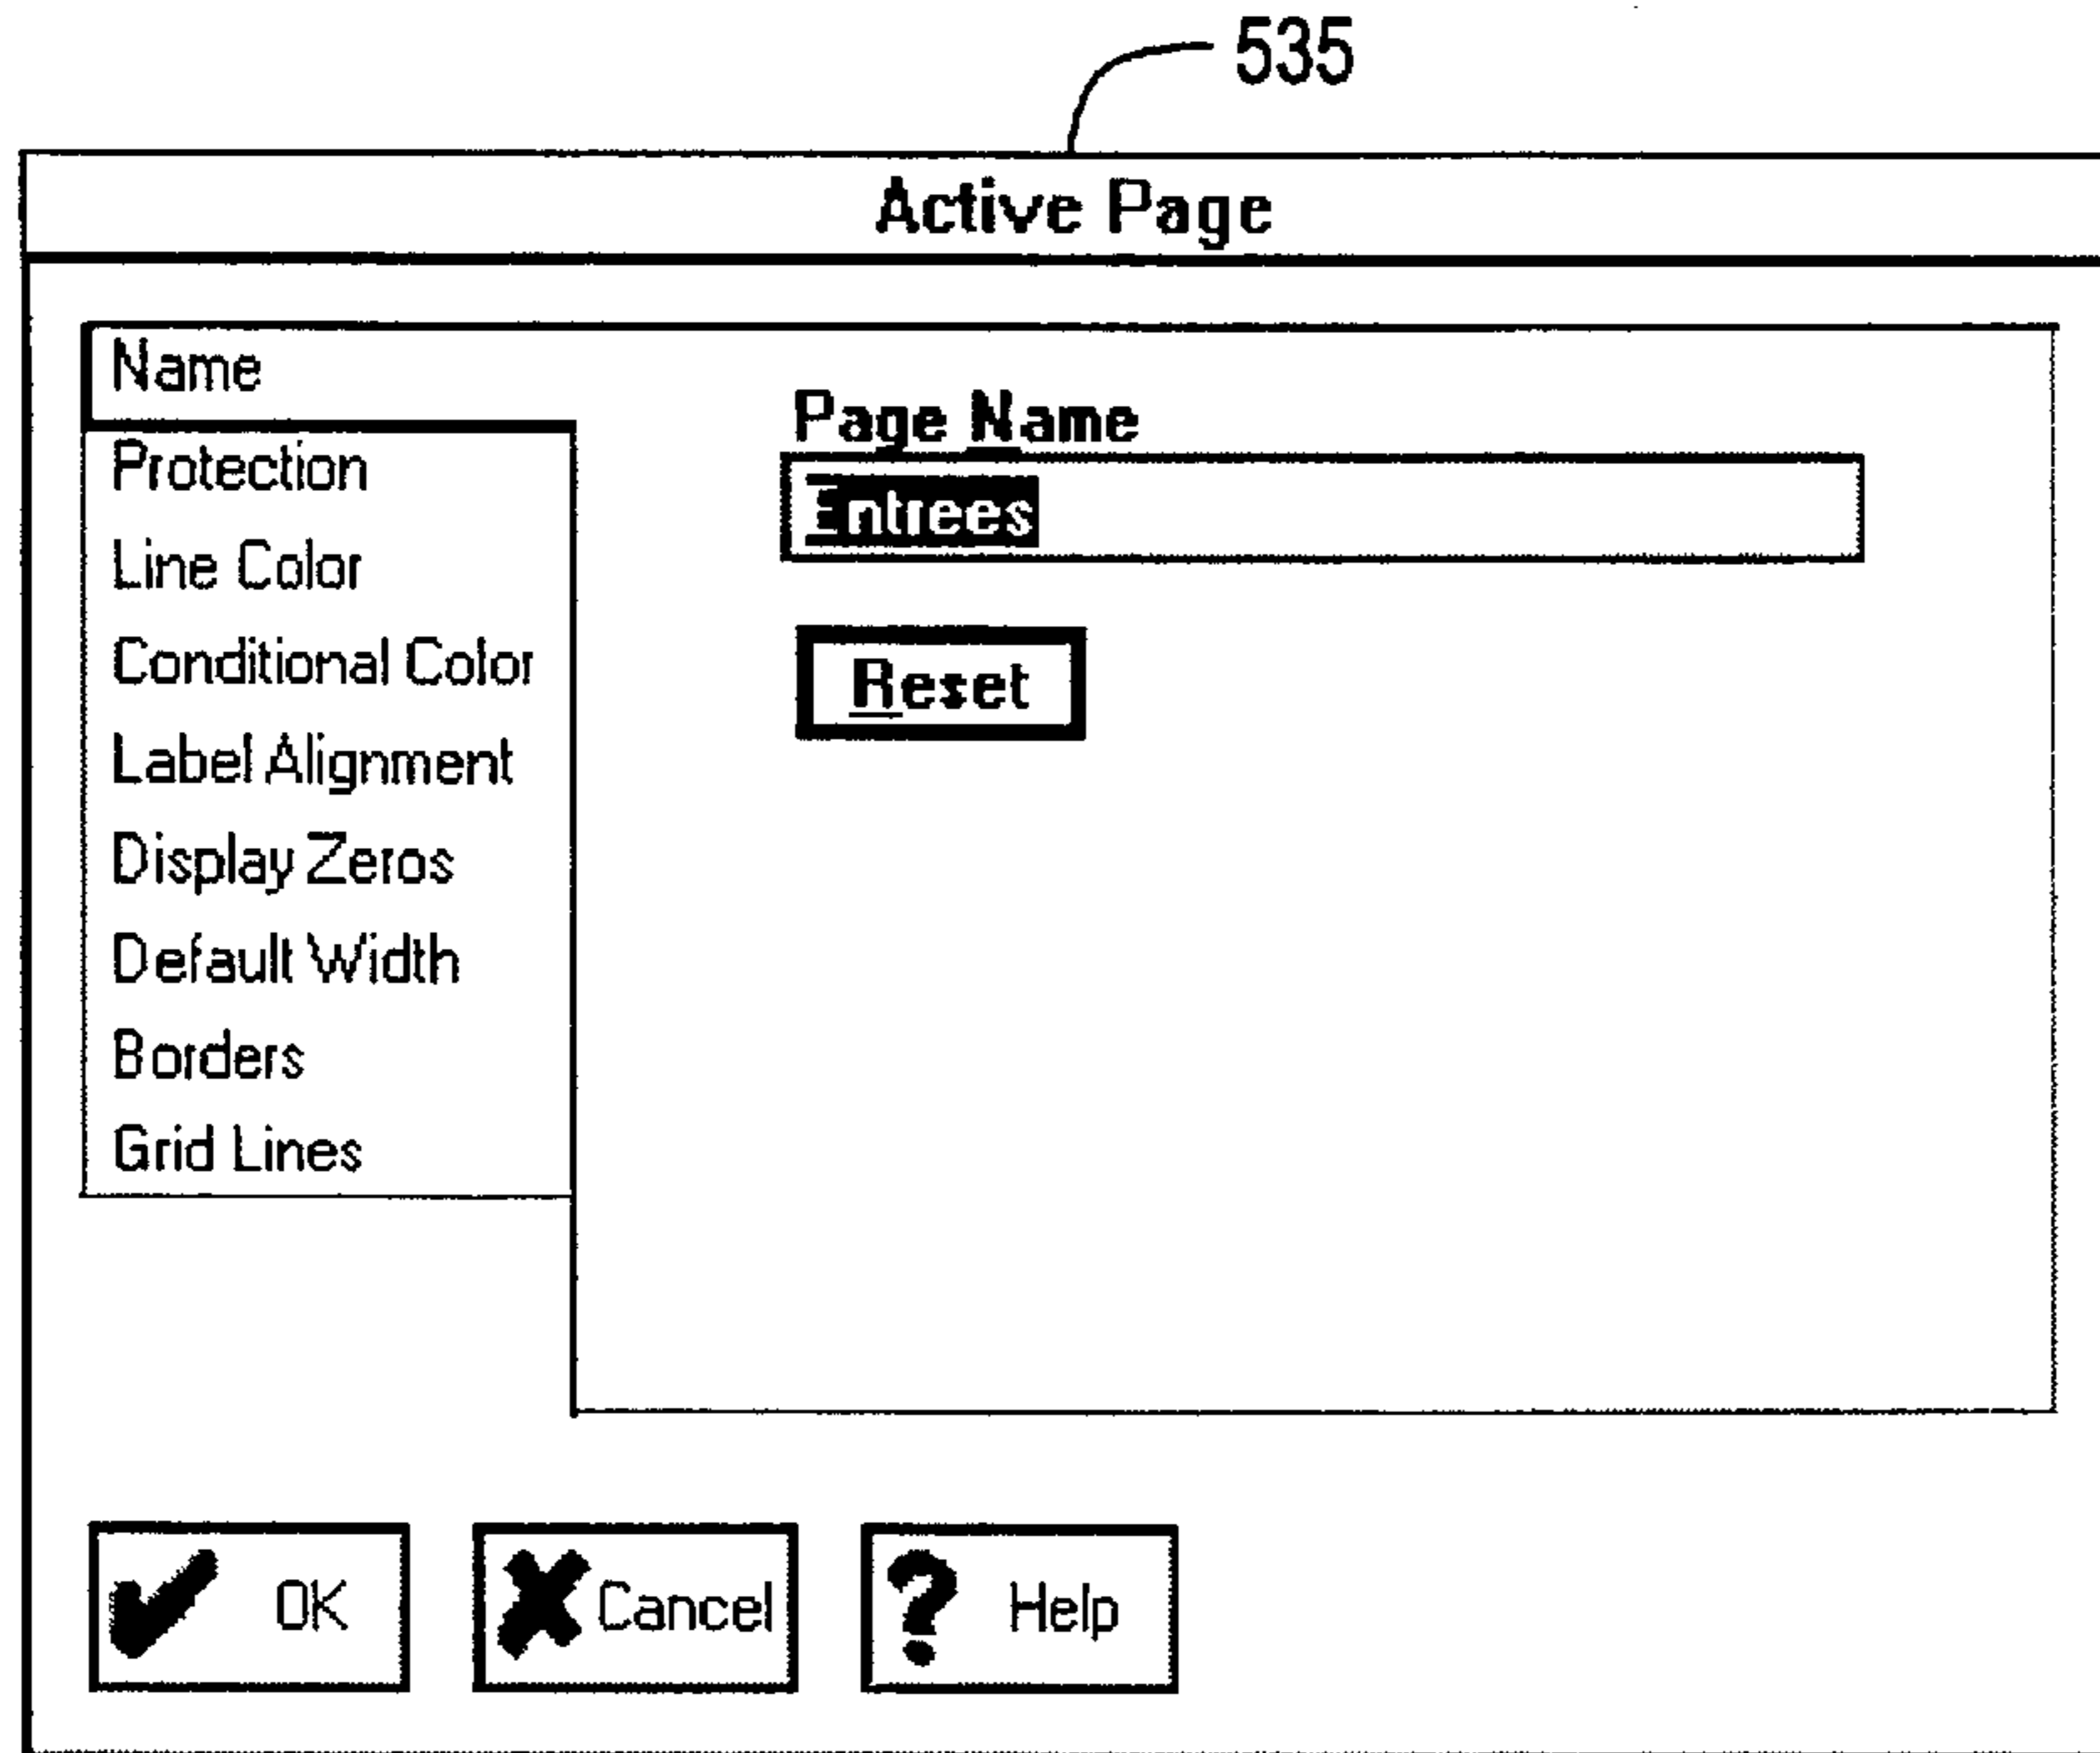 535
Active Page
Name
Protection
Line Color
Conditional Color
Label Alignment
Display Zeros
Default Width
Borders
Grid Lines
Page Name
Entrees
Reset
OK
Cancel
Help